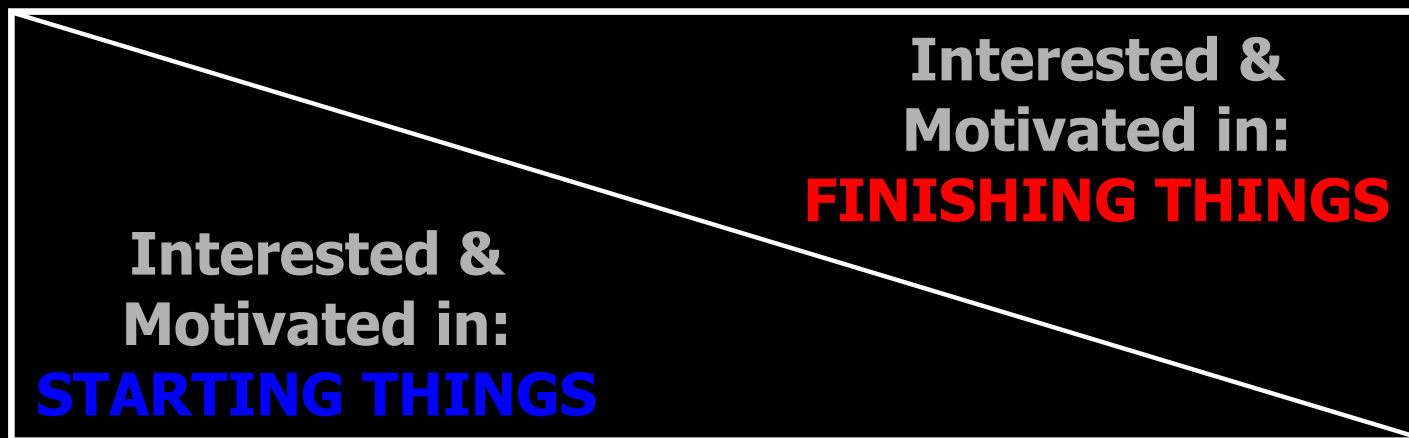 Interested &
Motivated in:
FINISHING THINGS
Interested &
Motivated in:
STARTING THINGS